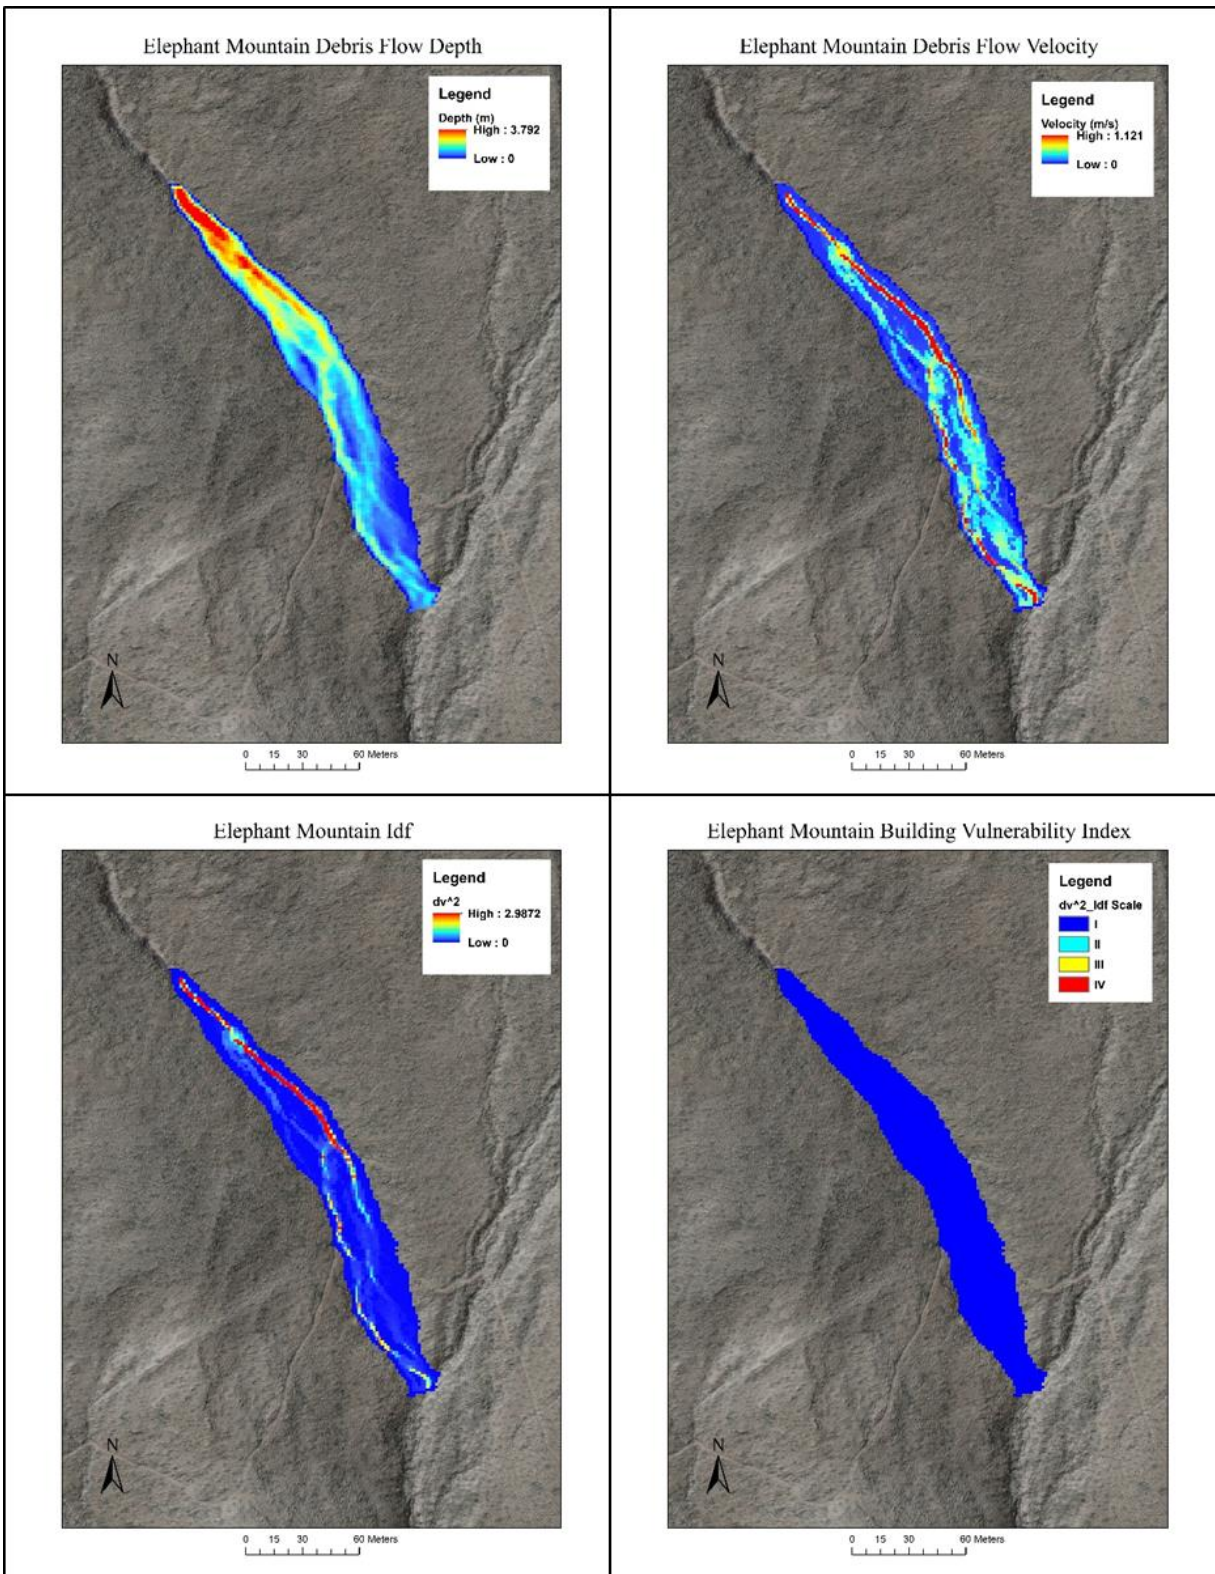 Elephant Mountain Debris Flow Depth
Legend
Depth (m)
High : 3.792
Low : 0
N
0 15 30 60 Meters
Elephant Mountain Debris Flow Velocity
Legend
Velocity (m/s)
High : 1.121
Low : 0
N
0 15 30 60 Meters
Elephant Mountain Idf
Legend
dv^2
High : 2.9872
Low : 0
N
0 15 30 60 Meters
Elephant Mountain Building Vulnerability Index
Legend
dv^2_Idf Scale
I
II
III
IV
N
0 15 30 60 Meters